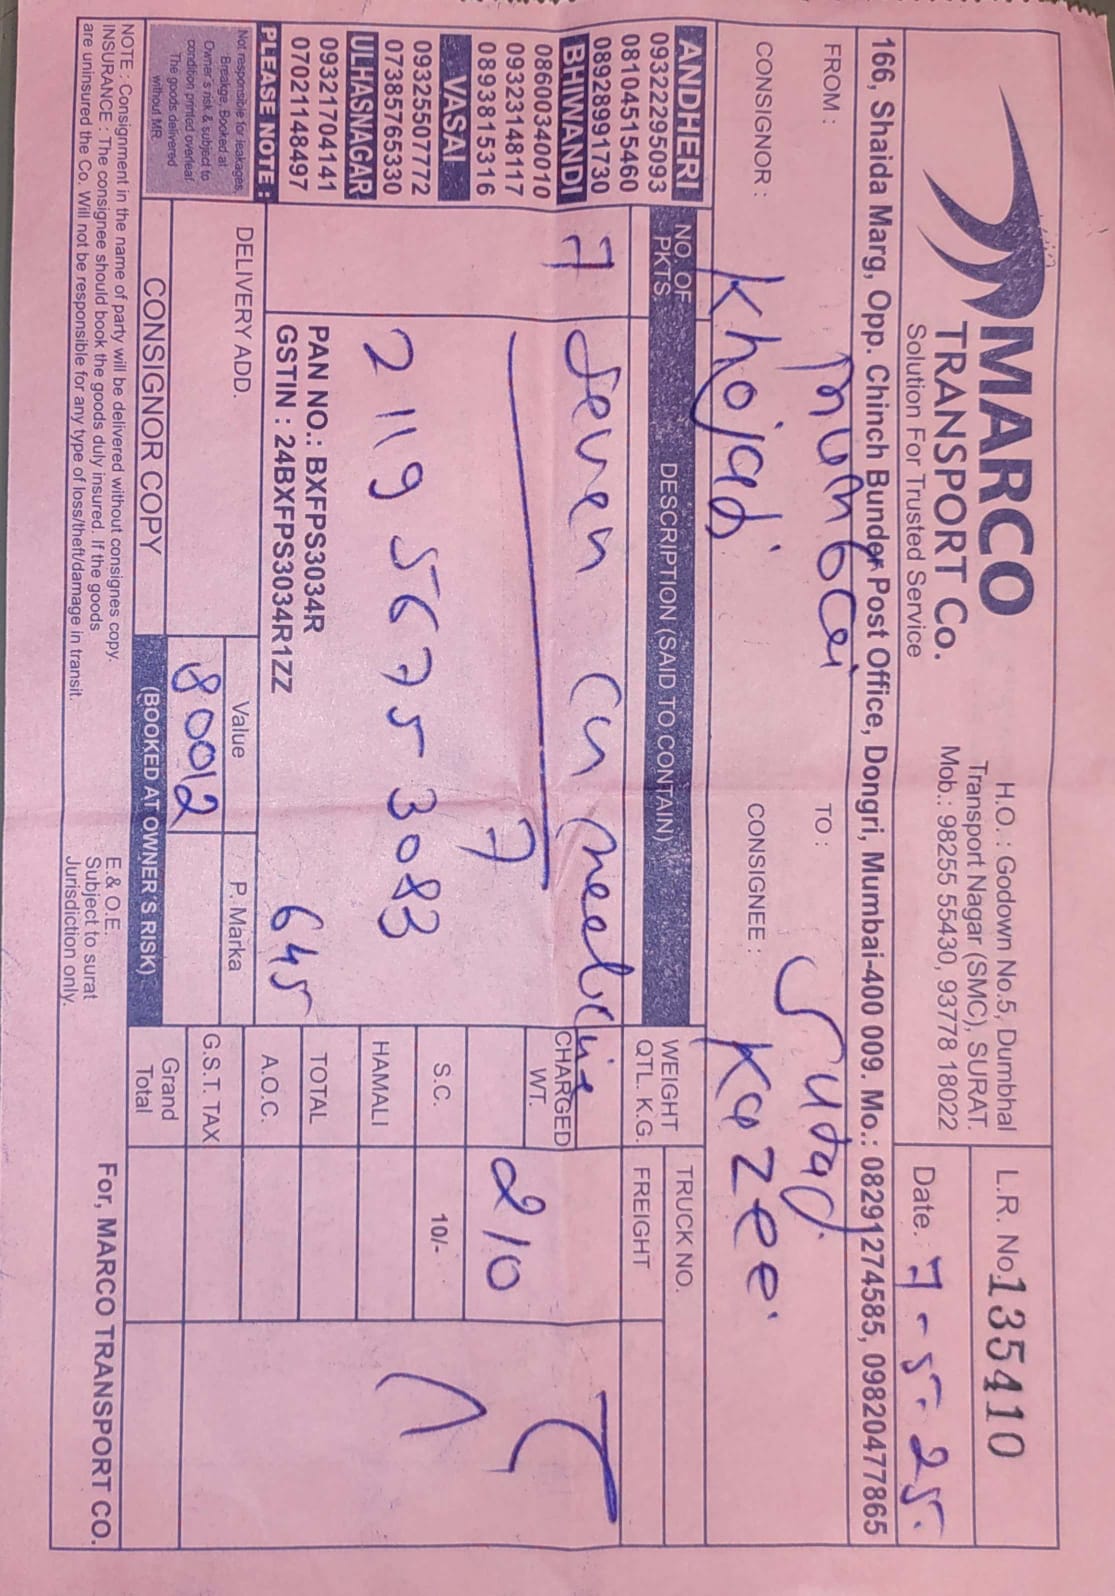 MARCO
TRANSPORT Co.
Solution For Trusted Service
H.O. : Godown No.5, Dumbhal
Transport Nagar (SMC), SURAT.
Mob.: 98255 55430, 93778 18022
L.R. No. 135410
Date. 7-5-25.
166, Shaida Marg, Opp. Chinch Bunder Post Office, Dongri, Mumbai-400 009. Mo.: 08291274585, 09820477865
FROM : mumbai
TO : Surat
CONSIGNOR : Khojad
CONSIGNEE : Kazee.
ANDHERI
09322295093
08104515460
08928991730
BHIWANDI
08600340010
09323148117
08938815316
VASAI
09325507772
07385765330
ULHASNAGAR
09321704141
07021148497
PLEASE NOTE :
Not responsible for leakages,
Breakge, Booked at
Owner's risk & subject to
condition printed overleaf.
The goods delivered
without MR.
NO. OF PKTS.
DESCRIPTION (SAID TO CONTAIN)
WEIGHT QTL. K.G.
TRUCK NO.
FREIGHT
7 Seven
7
2119 5675 3083
645
PAN NO.: BXFPS3034R
GSTIN : 24BXFPS3034R1ZZ
CHARGED WT.
210
S.C. 10/-
HAMALI
TOTAL
A.O.C.
G.S.T. TAX
Grand Total
DELIVERY ADD.
Value
80012
P. Marka
CONSIGNOR COPY
(BOOKED AT OWNER'S RISK)
NOTE : Consignment in the name of party will be delivered without consignes copy.
INSURANCE : The consignee should book the goods duly insured. If the goods
are uninsured the Co. Will not be responsible for any type of loss/theft/damage in transit.
E.& O.E.
Subject to surat
Jurisdiction only.
For, MARCO TRANSPORT CO.